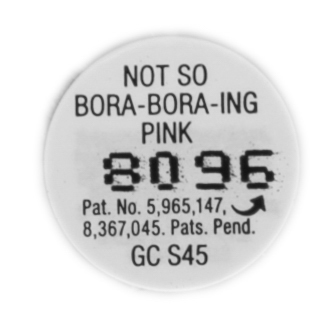 NOT SO
BORA-BORA-ING
PINK
8096
Pat. No. 5,965,147,
8,367,045. Pats. Pend.
GC S45